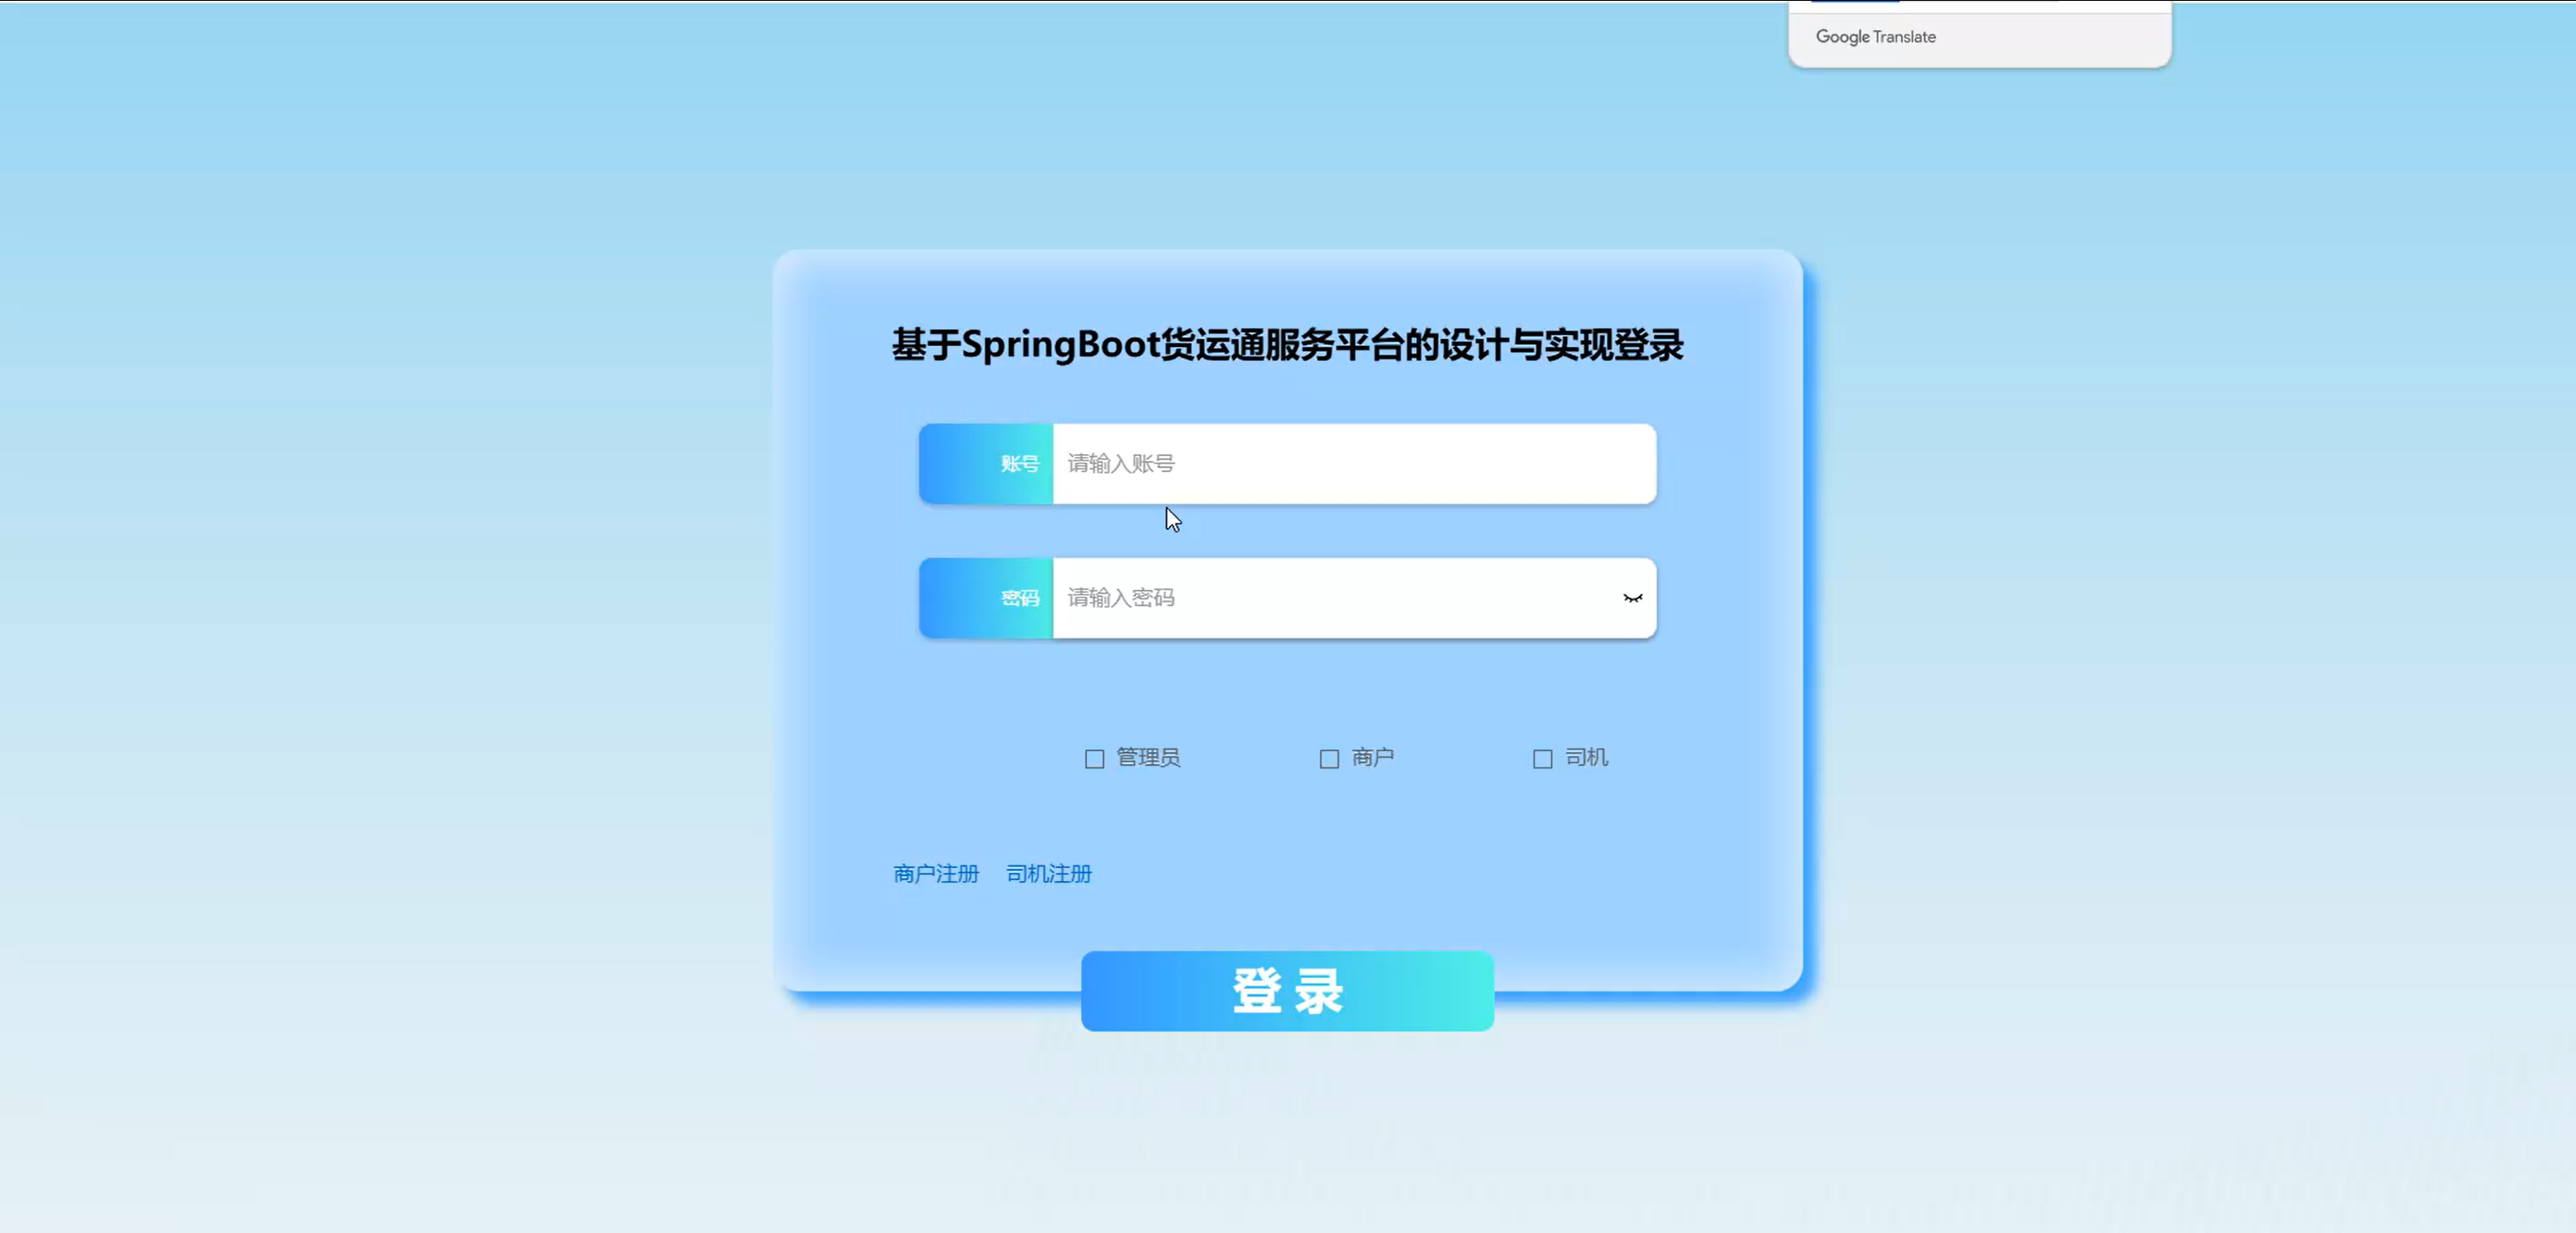 Google Translate
基于SpringBoot货运通服务平台的设计与实现登录
账号 请输入账号
密码 请输入密码
管理员 商户 司机
商户注册 司机注册
登录